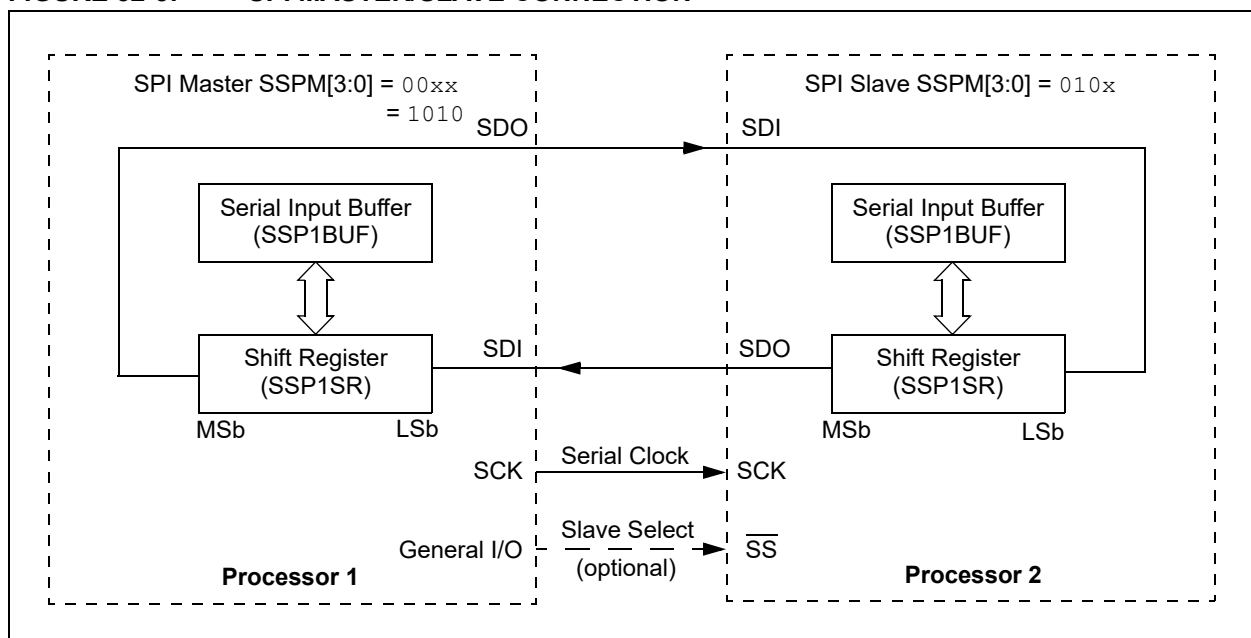 SPI Master SSPM[3:0] = 00xx
= 1010
SPI Slave SSPM[3:0] = 010x
SDO
SDI
Serial Input Buffer
(SSP1BUF)
Serial Input Buffer
(SSP1BUF)
Shift Register
(SSP1SR)
SDI
SDO
Shift Register
(SSP1SR)
MSb
LSb
MSb
LSb
SCK
Serial Clock
SCK
General I/O
Slave Select
(optional)
SS
Processor 1
Processor 2